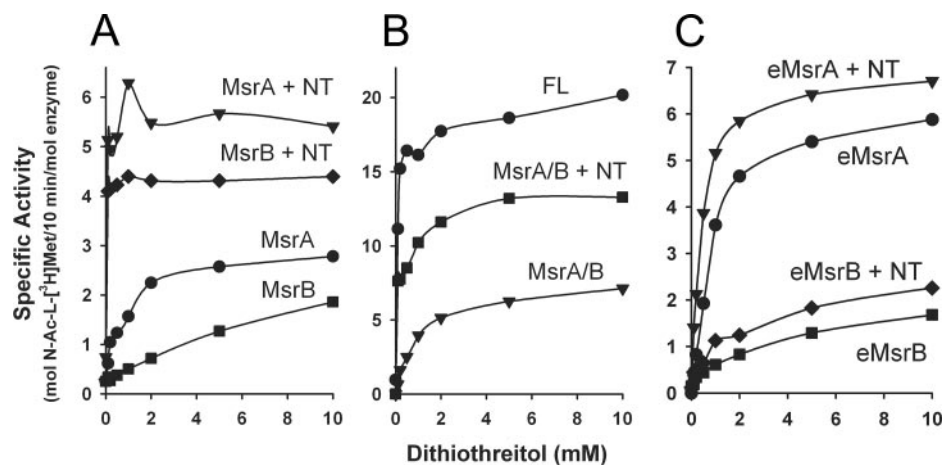 A
B
C
Specific Activity
(mol N-Ac-L-[³H]Met/10 min/mol enzyme)
6
5
4
3
2
1
0
MsrA + NT
MsrB + NT
MsrA
MsrB
0 2 4 6 8 10
20
15
10
5
0
FL
MsrA/B + NT
MsrA/B
0 2 4 6 8 10
7
6
5
4
3
2
1
0
eMsrA + NT
eMsrA
eMsrB + NT
eMsrB
0 2 4 6 8 10
Dithiothreitol (mM)